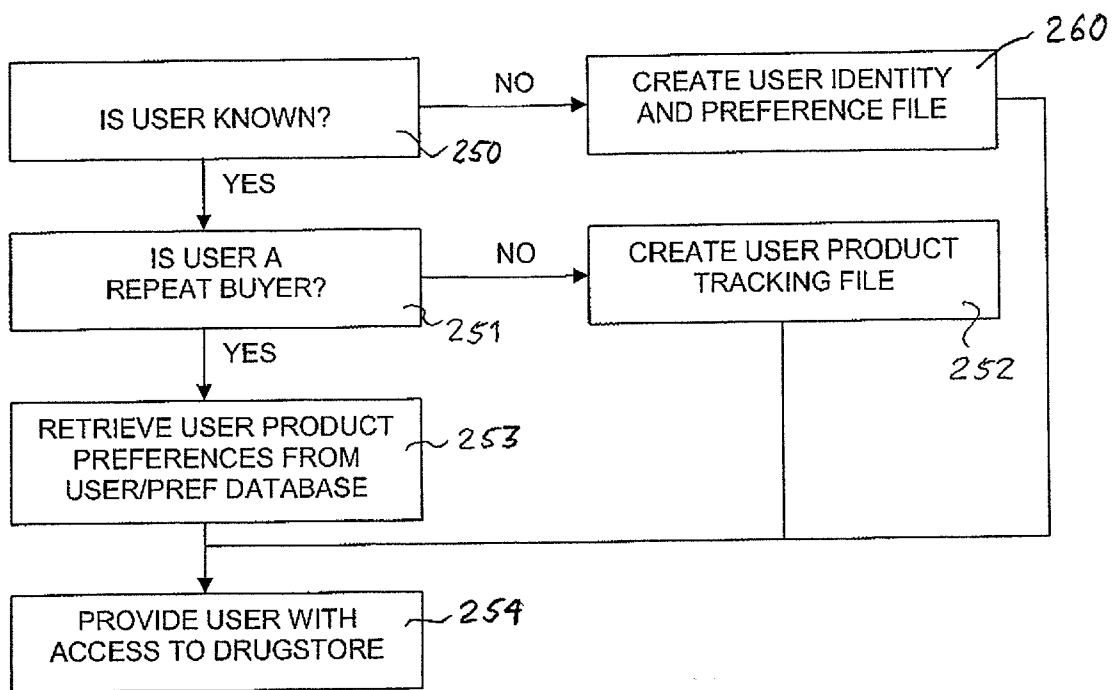 260
IS USER KNOWN?
250
NO
CREATE USER IDENTITY
AND PREFERENCE FILE
YES
IS USER A
REPEAT BUYER?
251
NO
CREATE USER PRODUCT
TRACKING FILE
252
YES
RETRIEVE USER PRODUCT
PREFERENCES FROM
USER/PREF DATABASE
253
PROVIDE USER WITH
ACCESS TO DRUGSTORE
254